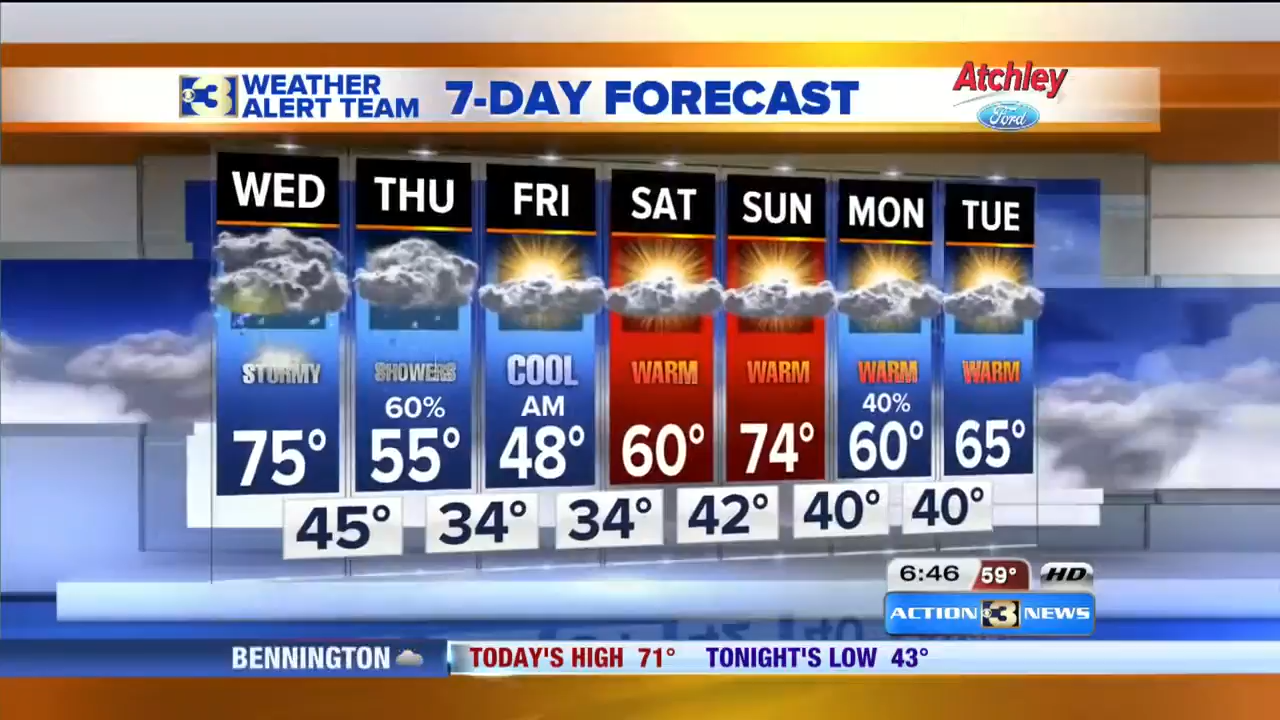 3 WEATHER ALERT TEAM
7-DAY FORECAST
Atchley
Ford
WED THU FRI SAT SUN MON TUE
STORMY SHOWERS COOL WARM WARM WARM WARM
60% AM 40%
75° 55° 48° 60° 74° 60° 65°
45° 34° 34° 42° 40° 40°
6:46 59° HD
ACTION 3 NEWS
BENNINGTON TODAY'S HIGH 71° TONIGHT'S LOW 43°